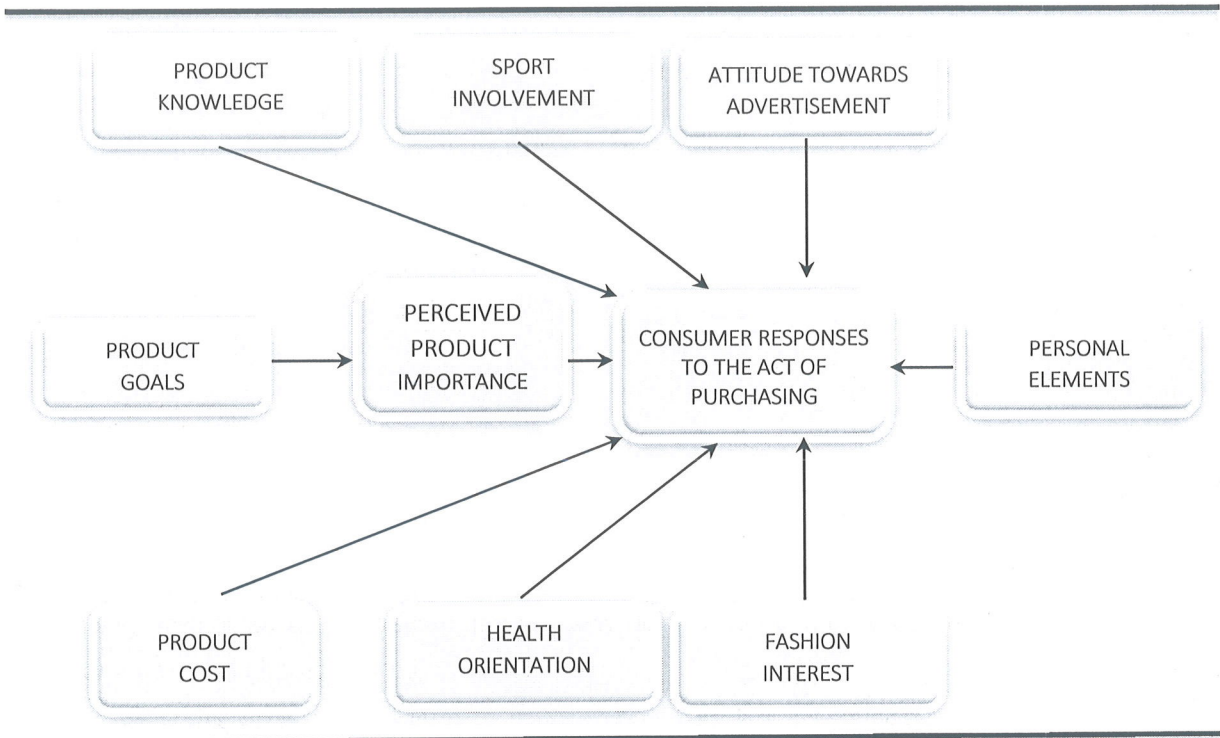 PRODUCT
KNOWLEDGE
SPORT
INVOLVEMENT
ATTITUDE TOWARDS
ADVERTISEMENT
PRODUCT
GOALS
PERCEIVED
PRODUCT
IMPORTANCE
CONSUMER RESPONSES
TO THE ACT OF
PURCHASING
PERSONAL
ELEMENTS
PRODUCT
COST
HEALTH
ORIENTATION
FASHION
INTEREST